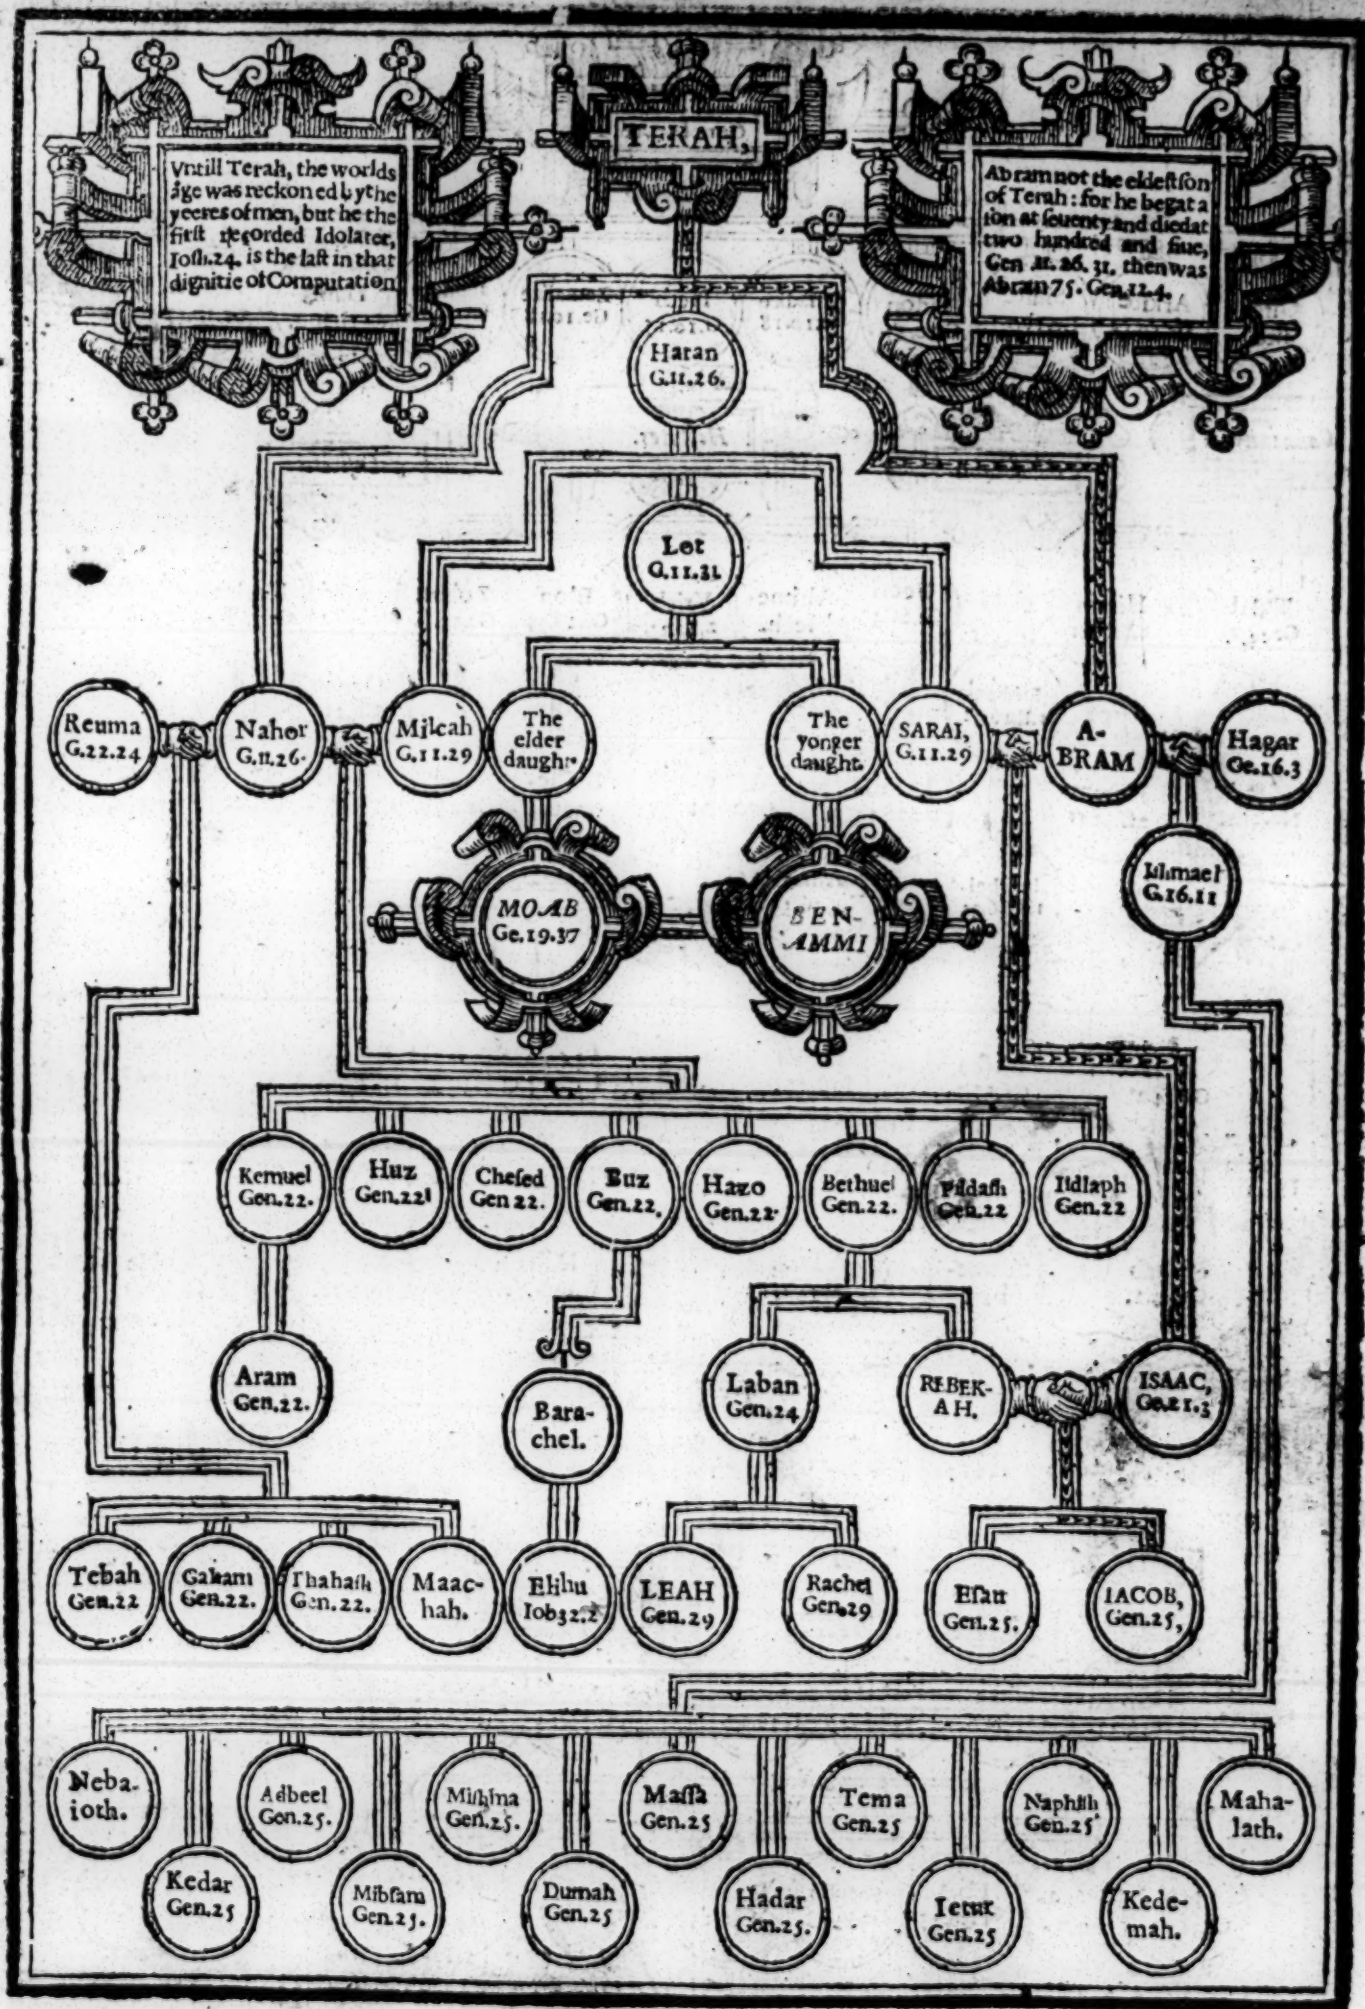 Vntill Terah, the worlds
age was reckoned by the
yeeres of men, but he the
first recorded Idolater,
Iosh.24. is the last in that
dignitie of Computation
TERAH,
Abram not the eldest son
of Terah: for he begat a
son at seuenty and died at
two hundred and fiue,
Gen .11. 26. 31. then was
Abram 75. Gen.12.4.
Haran
G.11.26.
Lot
G.11.31
Reuma
G.22.24
Nahor
G.11.26.
Milcah
G.11.29
The
elder
daught.
The
yonger
daught.
SARAI,
G.11.29
A-
BRAM
Hagar
Ge.16.3
Ishmael
G.16.11
MOAB
Ge.19.37
BEN-
AMMI
Kemuel
Gen.22.
Huz
Gen.22
Chesed
Gen 22.
Buz
Gen.22.
Hazo
Gen.22.
Bethuel
Gen.22.
Pildash
Gen.22
Iidlaph
Gen.22
Aram
Gen.22.
Bara-
chel.
Laban
Gen.24
REBEK-
AH.
ISAAC,
Ge.21.3
Tebah
Gen.22
Gaham
Gen.22.
Thahash
Gen.22.
Maac-
hah.
Elihu
Iob32.2
LEAH
Gen.29
Rachel
Gen.29
Esau
Gen.25.
IACOB,
Gen.25,
Neba-
ioth.
Kedar
Gen.25
Adbeel
Gen.25.
Mibsam
Gen.25.
Mishma
Gen.25.
Dumah
Gen.25
Massa
Gen.25
Hadar
Gen.25.
Tema
Gen.25
Ietur
Gen.25
Naphish
Gen.25
Kede-
mah.
Maha-
lath.